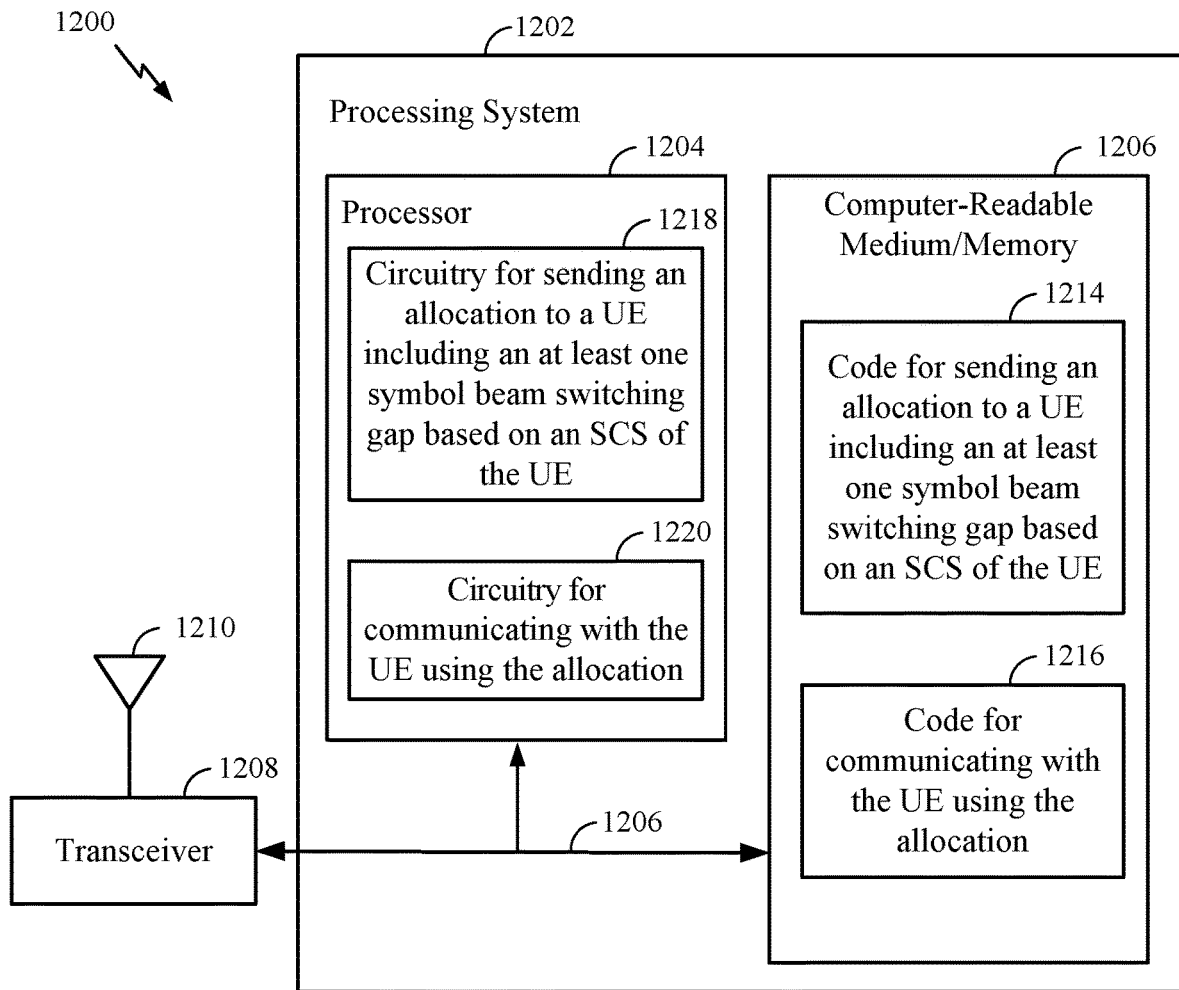 1200
1202
Processing System
1204
Processor
1218
Circuitry for sending an
allocation to a UE
including an at least one
symbol beam switching
gap based on an SCS of
the UE
1220
Circuitry for
communicating with the
UE using the allocation
1206
Computer-Readable
Medium/Memory
1214
Code for sending an
allocation to a UE
including an at least
one symbol beam
switching gap based
on an SCS of the UE
1216
Code for
communicating with
the UE using the
allocation
1210
1208
Transceiver
1206